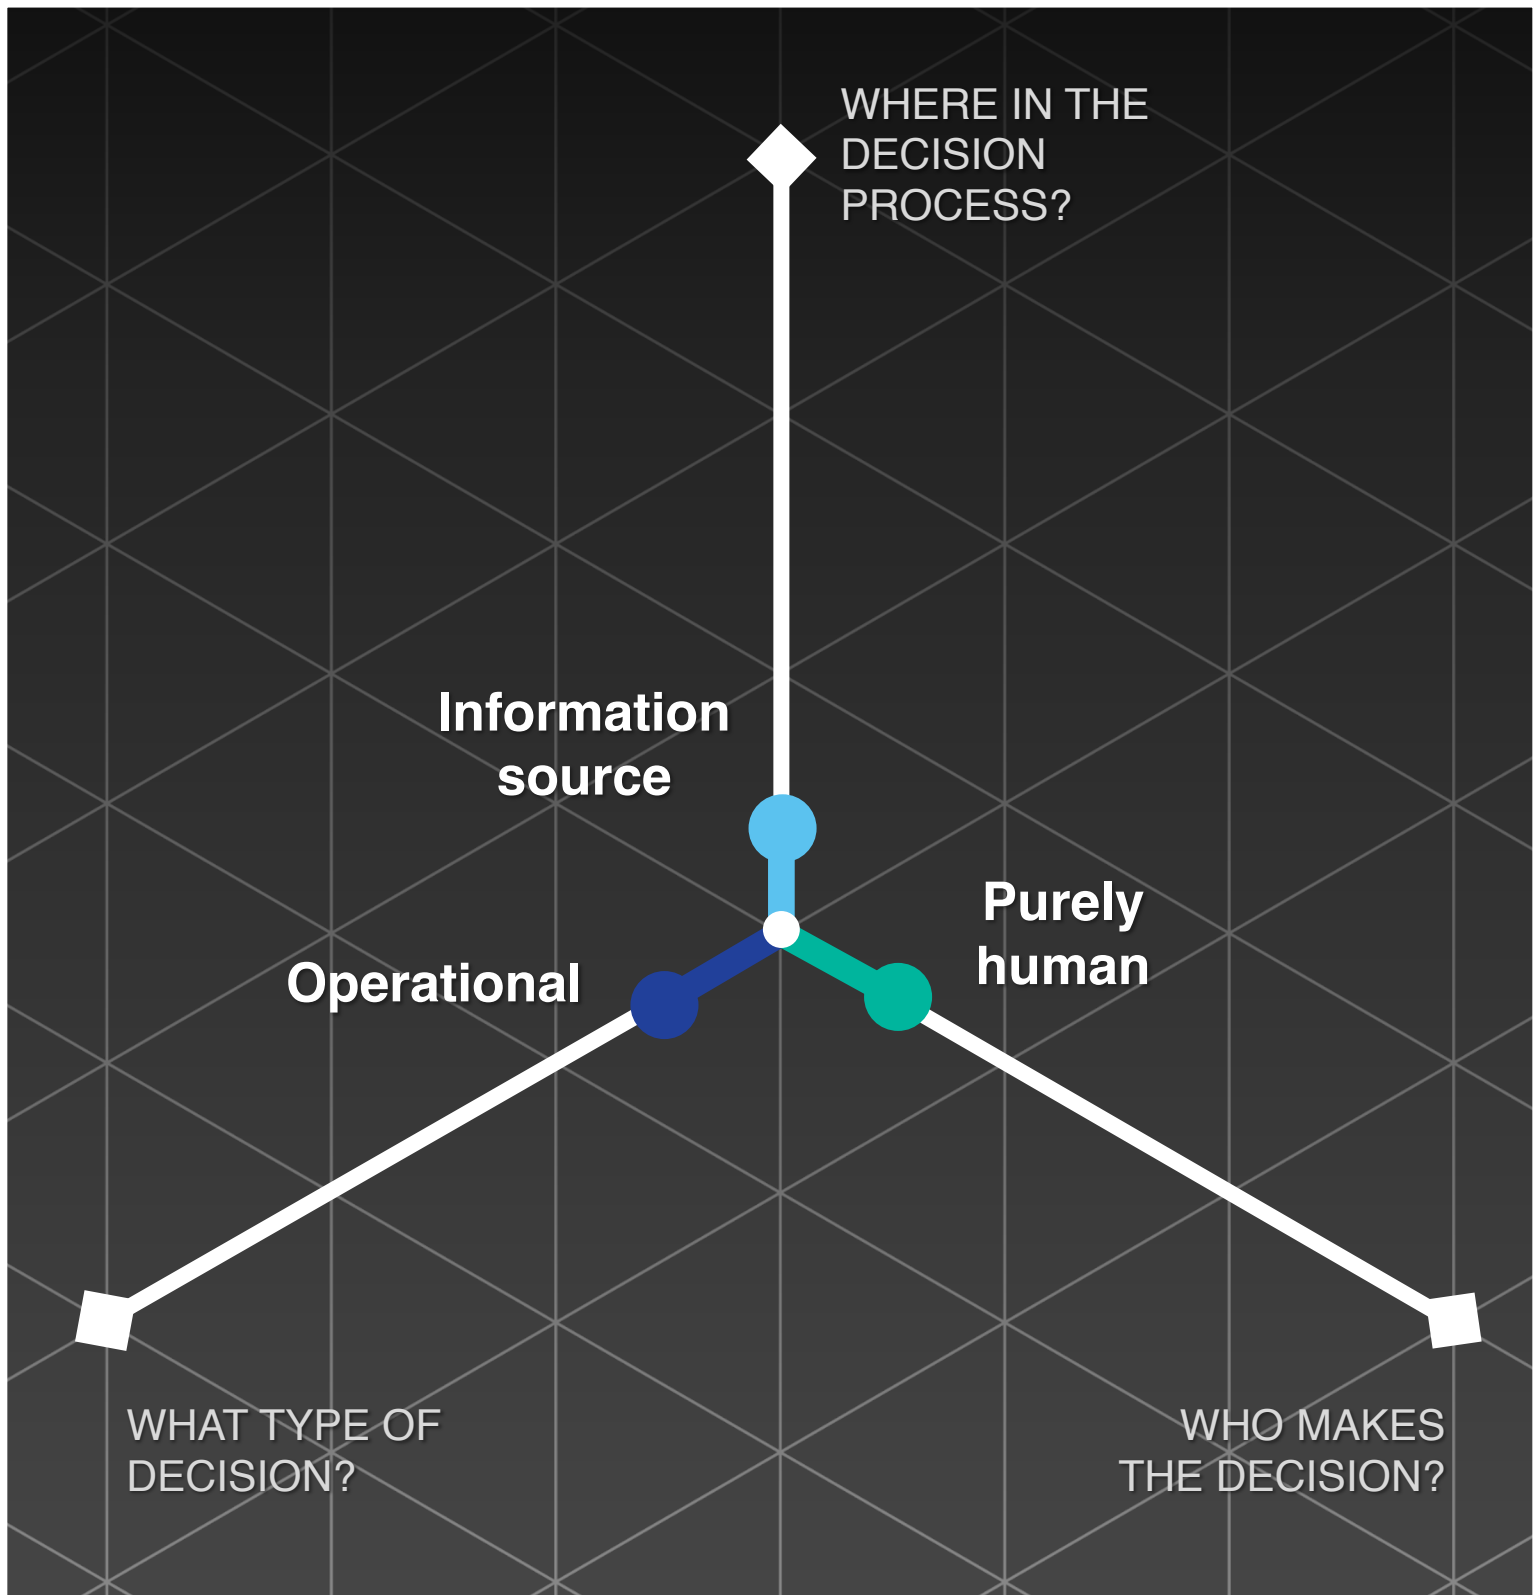 WHERE IN THE
DECISION
PROCESS?
Information
source
Purely
human
Operational
WHAT TYPE OF
DECISION?
WHO MAKES
THE DECISION?